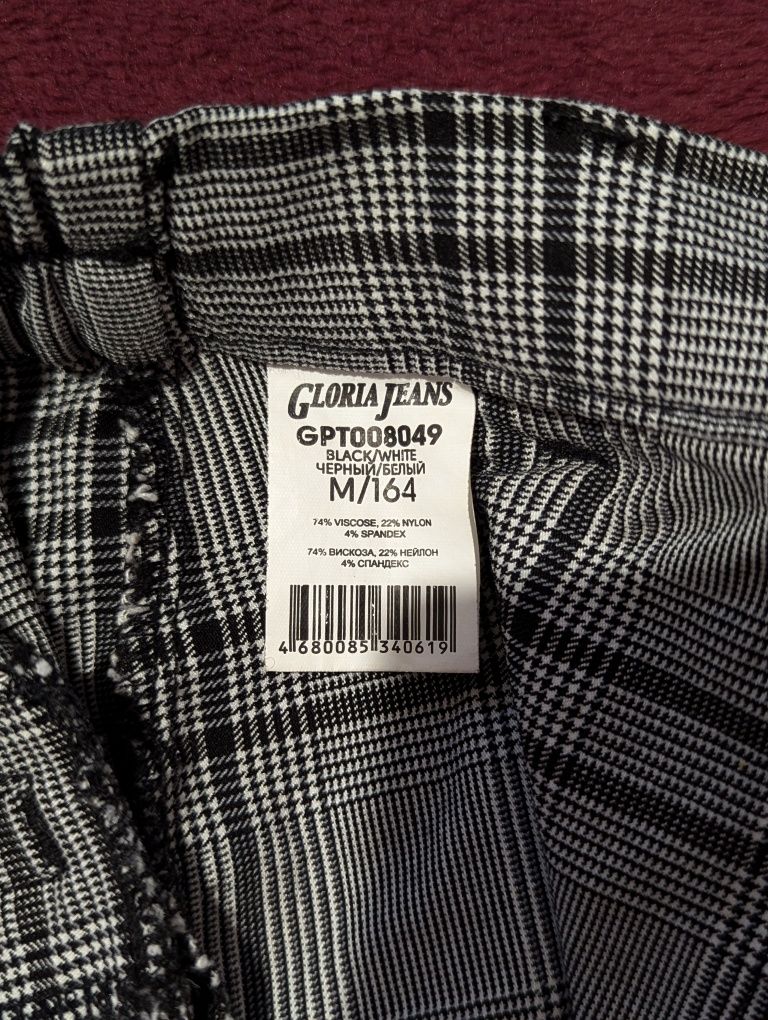 GLORIA JEANS
GPT008049
BLACK/WHITE
ЧЕРНЫЙ/БЕЛЫЙ
M/164
74% VISCOSE, 22% NYLON
4% SPANDEX
74% ВИСКОЗА, 22% НЕЙЛОН
4% СПАНДЕКС
4 680085 340619